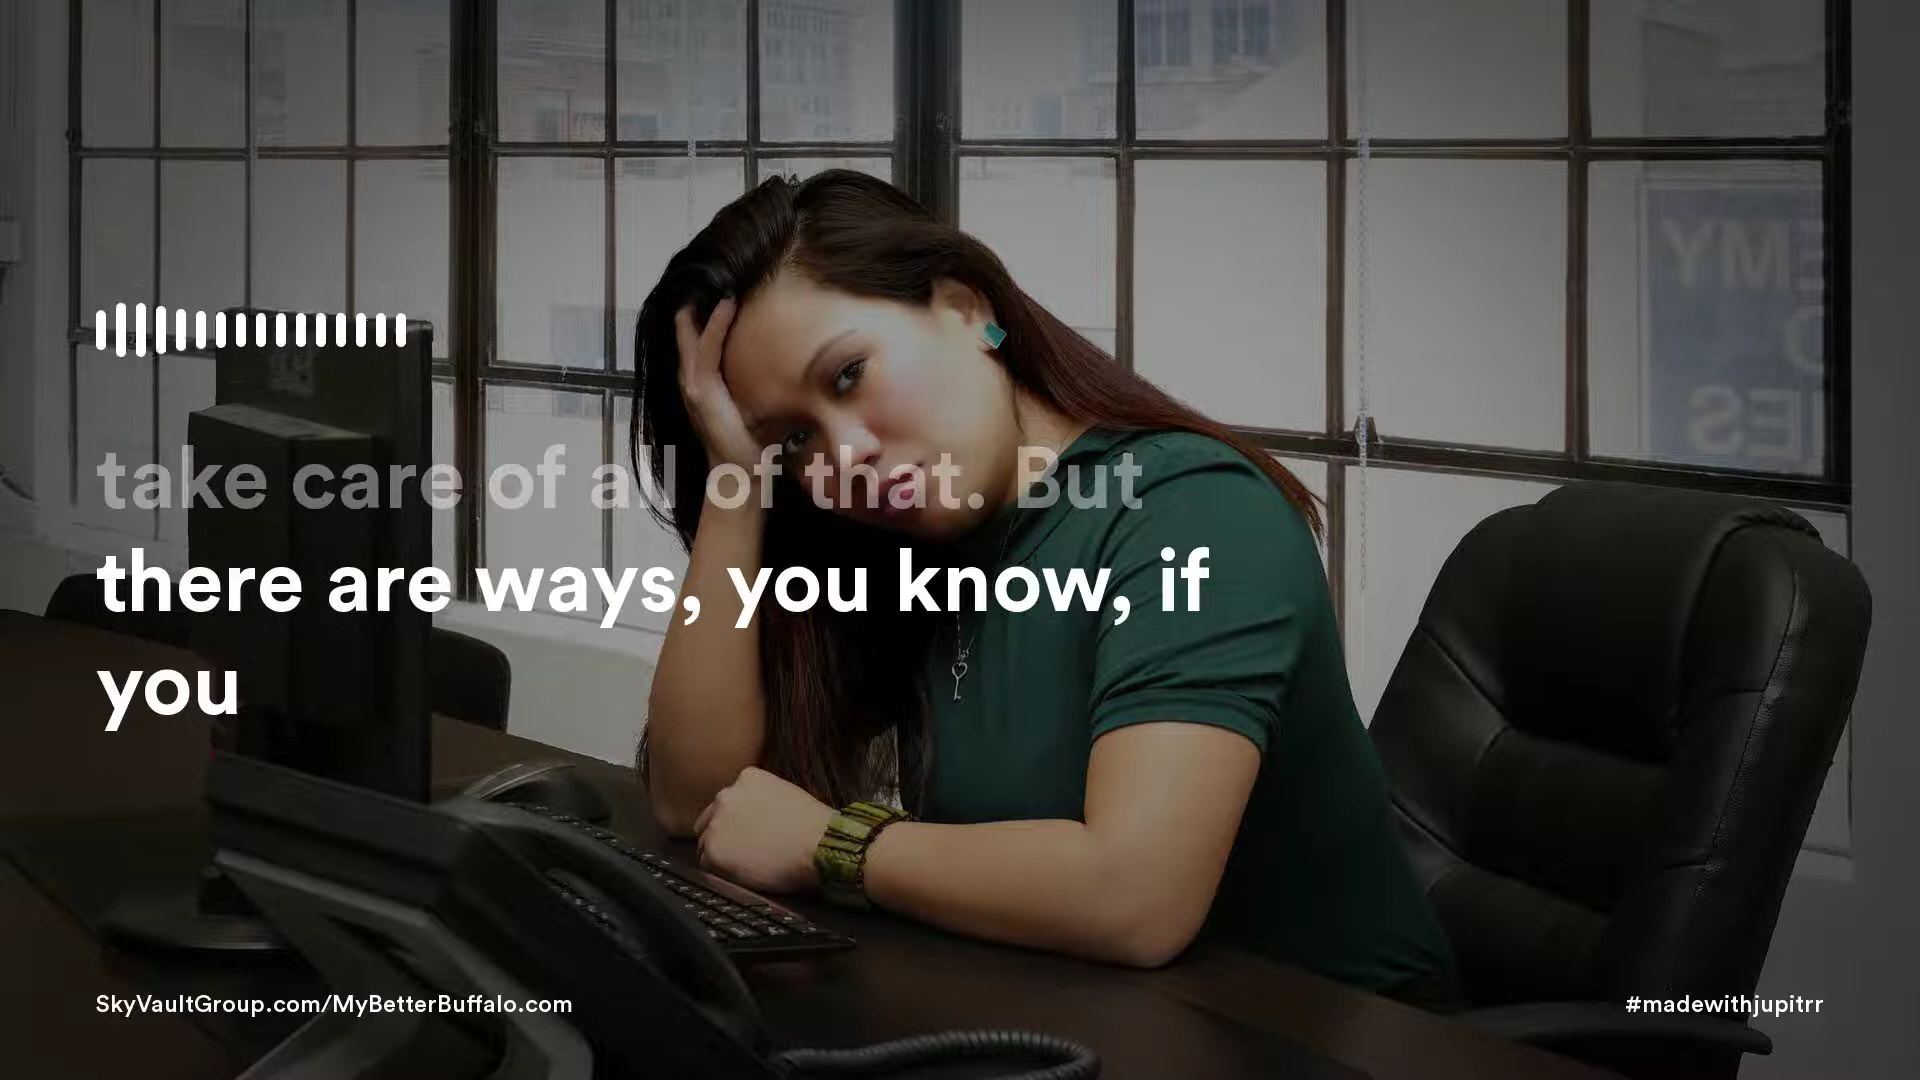 take care of all of that. But
there are ways, you know, if
you
SkyVaultGroup.com/MyBetterBuffalo.com
#madewithjupitrr